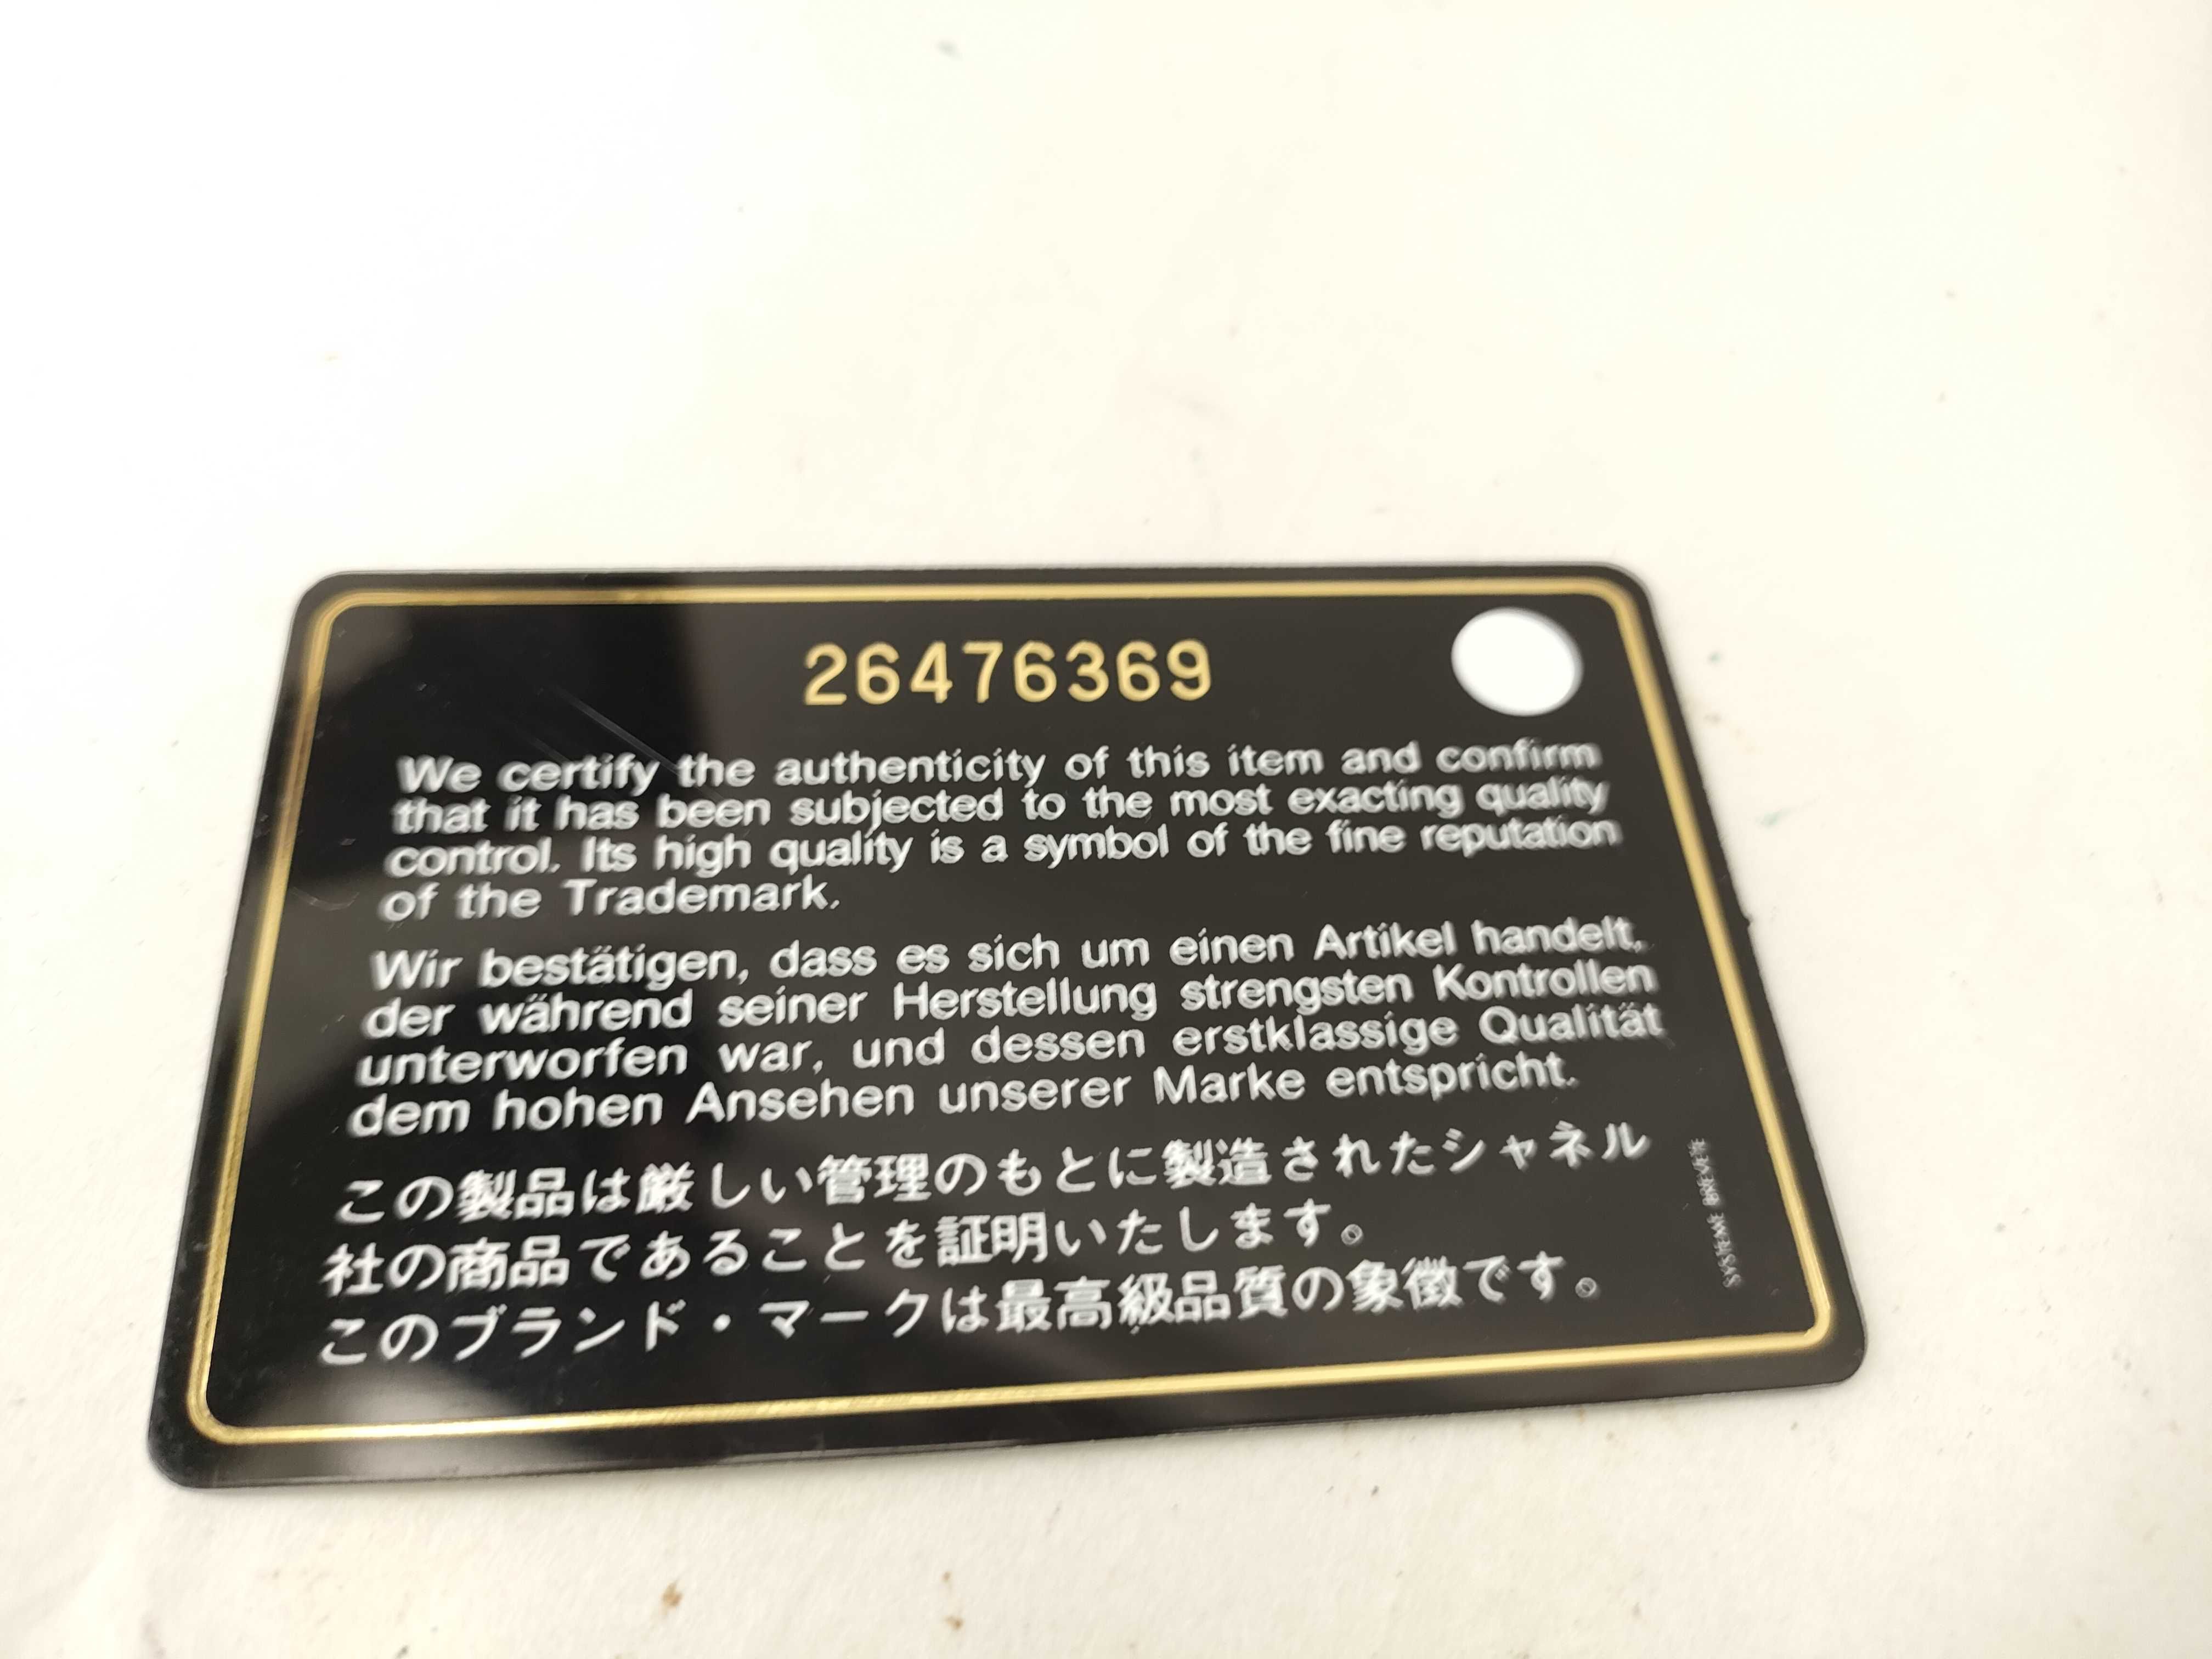 26476369
We certify the authenticity of this item and confirm
that it has been subjected to the most exacting quality
control. Its high quality is a symbol of the fine reputation
of the Trademark.
Wir bestätigen, dass es sich um einen Artikel handelt,
der während seiner Herstellung strengsten Kontrollen
unterworfen war, und dessen erstklassige Qualität
dem hohen Ansehen unserer Marke entspricht.
この製品は厳しい管理のもとに製造されたシャネル
社の商品であることを証明いたします。
このブランド・マークは最高級品質の象徴です。
SYSTEME BREVETE